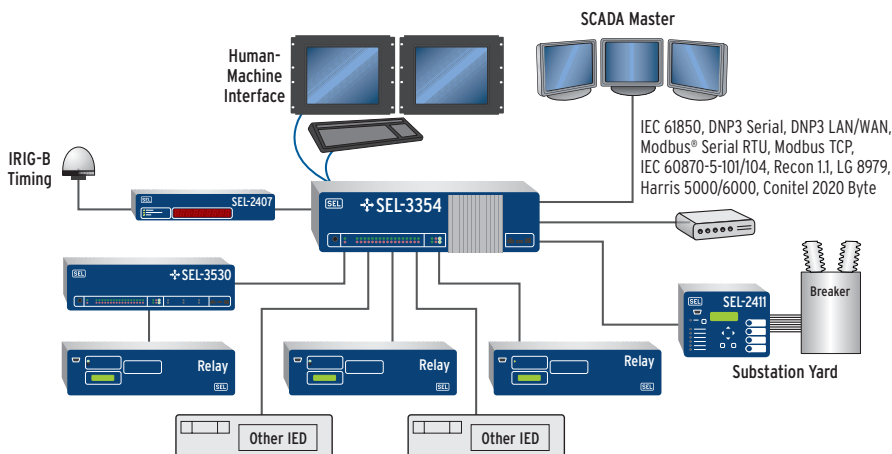 SCADA Master
Human-
Machine
Interface
IEC 61850, DNP3 Serial, DNP3 LAN/WAN,
Modbus® Serial RTU, Modbus TCP,
IEC 60870-5-101/104, Recon 1.1, LG 8979,
Harris 5000/6000, Conitel 2020 Byte
IRIG-B
Timing
SEL
SEL-2407
SEL
SEL-3354
SEL
SEL-3530
SEL
SEL-2411
Breaker
Substation Yard
Relay
SEL
Relay
SEL
Relay
SEL
Other IED
Other IED